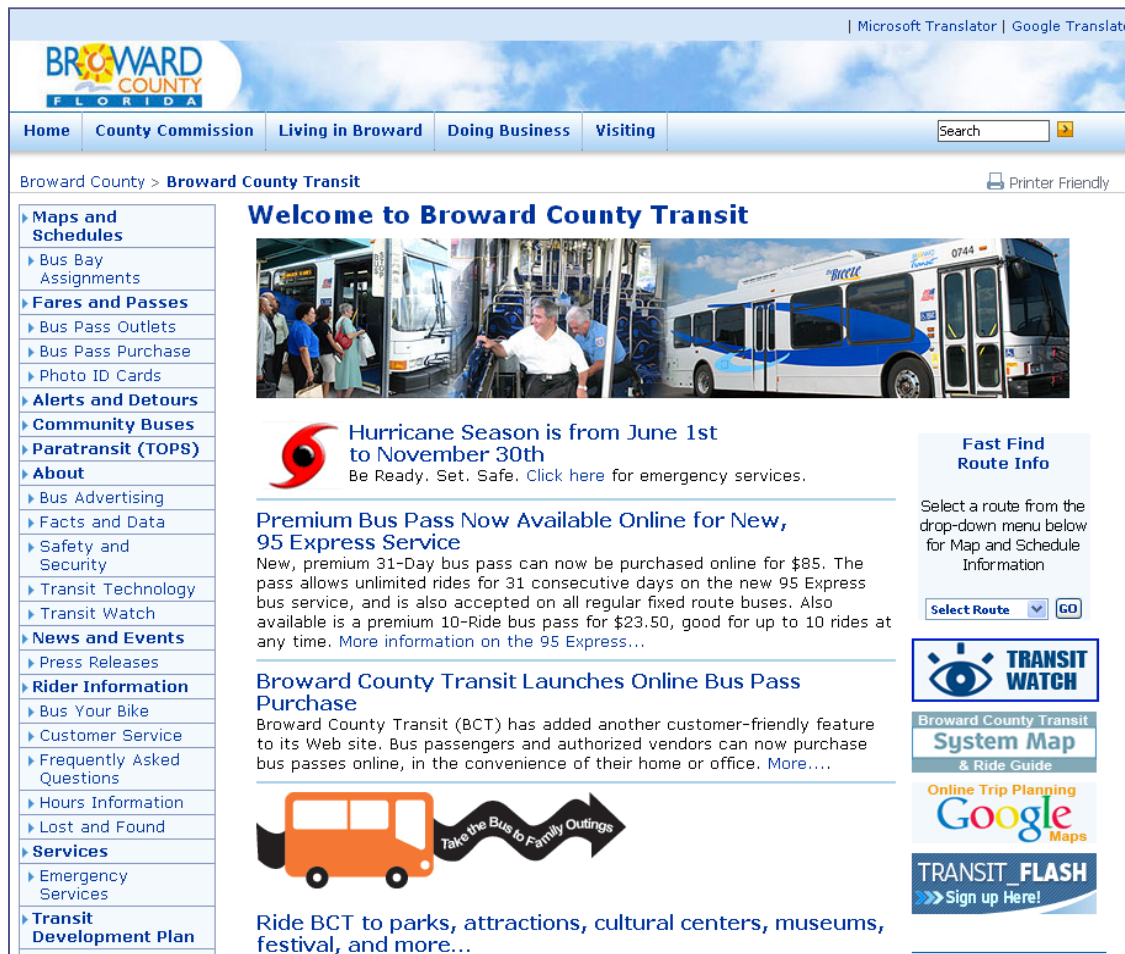 | Microsoft Translator | Google Translate
BROWARD
COUNTY
FLORIDA
Home County Commission Living in Broward Doing Business Visiting
Search
Broward County > Broward County Transit
Printer Friendly
Maps and
Schedules
Bus Bay
Assignments
Fares and Passes
Bus Pass Outlets
Bus Pass Purchase
Photo ID Cards
Alerts and Detours
Community Buses
Paratransit (TOPS)
About
Bus Advertising
Facts and Data
Safety and
Security
Transit Technology
Transit Watch
News and Events
Press Releases
Rider Information
Bus Your Bike
Customer Service
Frequently Asked
Questions
Hours Information
Lost and Found
Services
Emergency
Services
Transit
Development Plan
Welcome to Broward County Transit
the Breeze
BROWARD
Transit
0744
Hurricane Season is from June 1st
to November 30th
Be Ready. Set. Safe. Click here for emergency services.
Premium Bus Pass Now Available Online for New,
95 Express Service
New, premium 31-Day bus pass can now be purchased online for $85. The
pass allows unlimited rides for 31 consecutive days on the new 95 Express
bus service, and is also accepted on all regular fixed route buses. Also
available is a premium 10-Ride bus pass for $23.50, good for up to 10 rides at
any time. More information on the 95 Express...
Broward County Transit Launches Online Bus Pass
Purchase
Broward County Transit (BCT) has added another customer-friendly feature
to its Web site. Bus passengers and authorized vendors can now purchase
bus passes online, in the convenience of their home or office. More....
Take the Bus to Family Outings
Ride BCT to parks, attractions, cultural centers, museums,
festival, and more...
Fast Find
Route Info
Select a route from the
drop-down menu below
for Map and Schedule
Information
Select Route GO
TRANSIT
WATCH
Broward County Transit
System Map
& Ride Guide
Online Trip Planning
Google
Maps
TRANSIT_FLASH
Sign up Here!